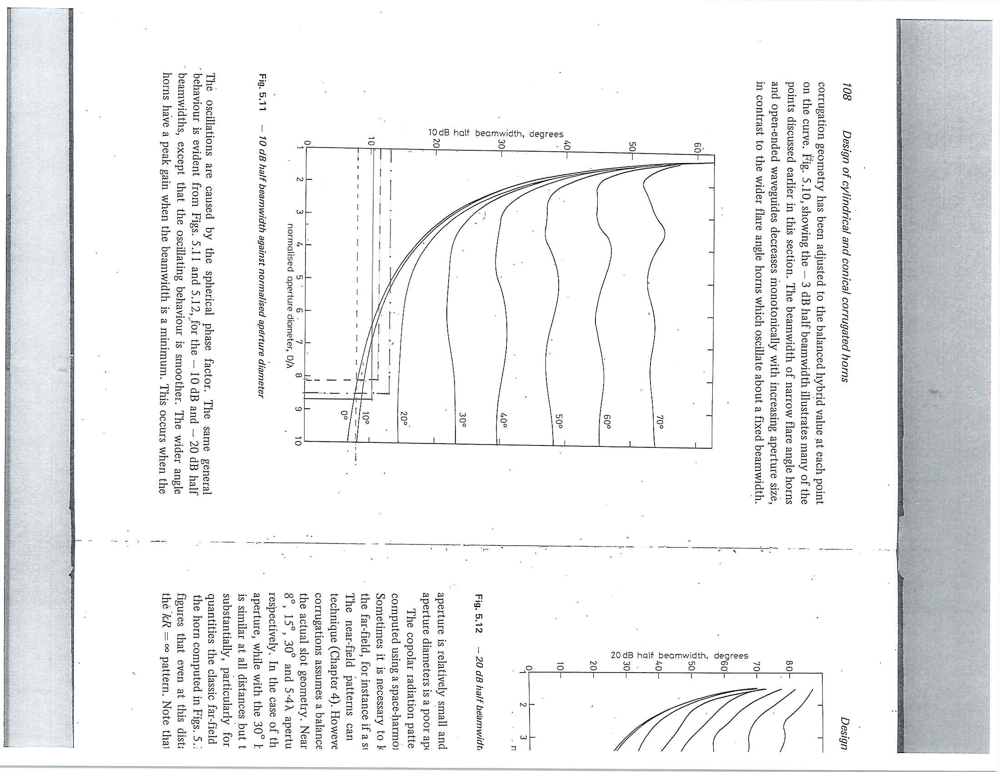 108 Design of cylindrical and conical corrugated horns
corrugation geometry has been adjusted to the balanced hybrid value at each point
on the curve. Fig. 5.10, showing the − 3 dB half beamwidth illustrates many of the
points discussed earlier in this section. The beamwidth of narrow flare angle horns
and open-ended waveguides decreases monotonically with increasing aperture size,
in contrast to the wider flare angle horns which oscillate about a fixed beamwidth.
10 dB half beamwidth, degrees
60
50
40
30
20
10
0
70°
60°
50°
40°
30°
20°
10°
0°
1 2 3 4 5 6 7 8 9 10
normalised aperture diameter, D/λ
Fig. 5.11 − 10 dB half beamwidth against normalised aperture diameter
The oscillations are caused by the spherical phase factor. The same general
behaviour is evident from Figs. 5.11 and 5.12, for the − 10 dB and − 20 dB half
beamwidths, except that the oscillating behaviour is smoother. The wider angle
horns have a peak gain when the beamwidth is a minimum. This occurs when the
Design
20 dB half beamwidth, degrees
80
70
60
50
40
30
20
10
0
1 2 3
Fig. 5.12 − 20 dB half beamwidth
aperture is relatively small and
aperture diameters is a poor
The copolar radiation patte
computed using a space-harmo
Sometimes it is necessary to
the far-field, for instance if a
The near-field patterns can
technique (Chapter 4). Howeve
corrugations assumes a balance
the actual slot geometry. Near
8°, 15°, 30° and 5·4λ apertu
respectively. In the case of th
aperture, while with the 30°
is similar at all distances but t
substantially, particularly for
quantities the classic far-field
the horn computed in Figs. 5.
figures that even at this dist
the kR = ∞ pattern. Note that